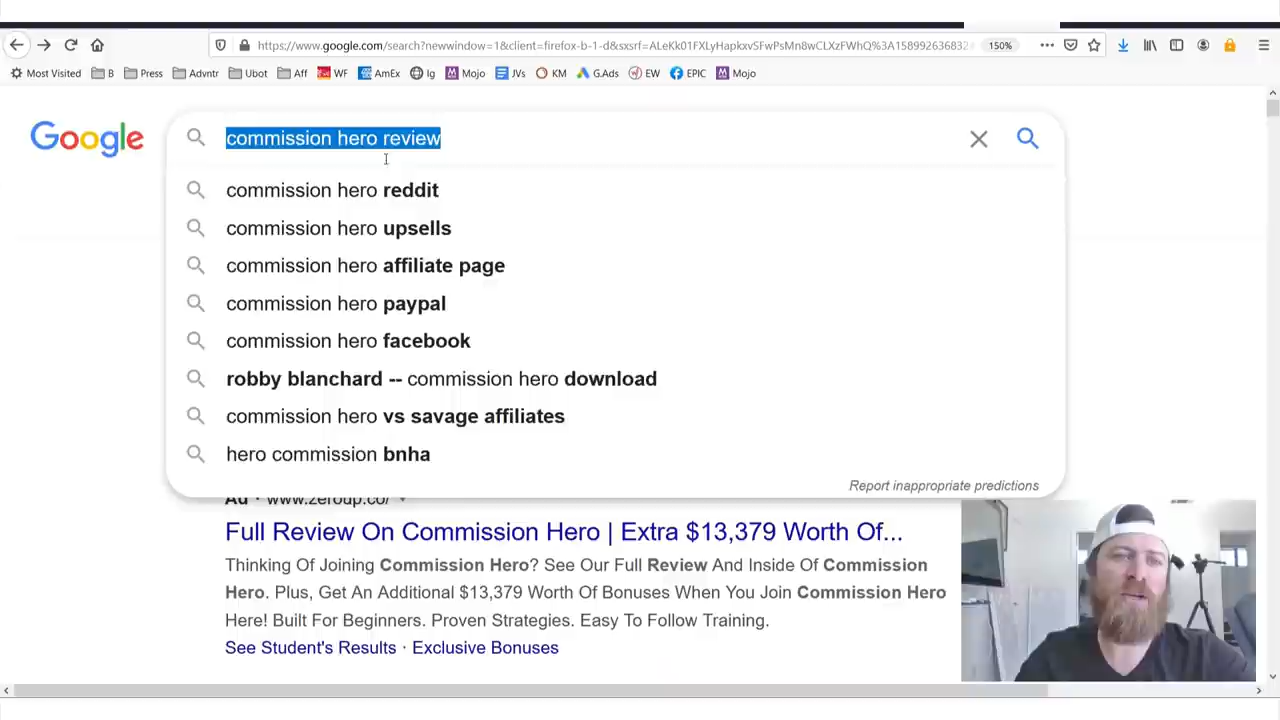 https://www.google.com/search?newwindow=1&client=firefox-b-1-d&sxsrf=
150%
Most Visited B Press Advntr Ubot Aff WF AmEx Ig Mojo JVs KM G.Ads EW EPIC Mojo
Google
commission hero review
commission hero reddit
commission hero upsells
commission hero affiliate page
commission hero paypal
commission hero facebook
robby blanchard -- commission hero download
commission hero vs savage affiliates
hero commission bnha
Report inappropriate predictions
Ad · www.zeroup.co/
Full Review On Commission Hero | Extra $13,379 Worth Of...
Thinking Of Joining Commission Hero? See Our Full Review And Inside Of Commission
Hero. Plus, Get An Additional $13,379 Worth Of Bonuses When You Join Commission Hero
Here! Built For Beginners. Proven Strategies. Easy To Follow Training.
See Student's Results · Exclusive Bonuses